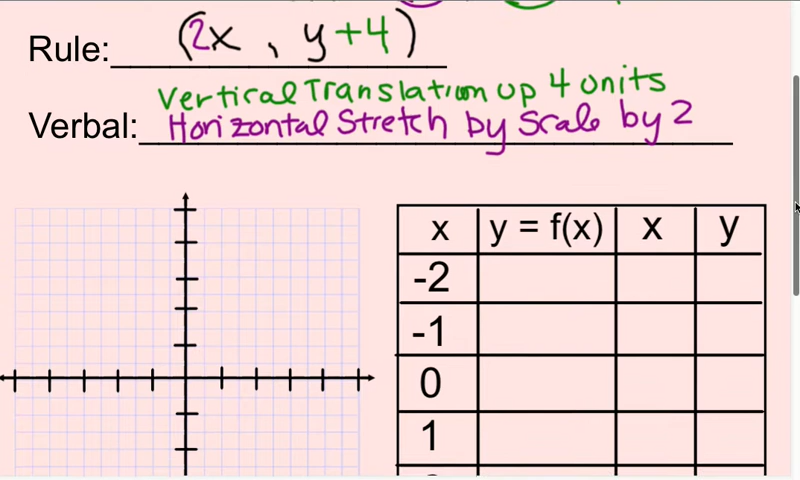 Rule: (2x , y+4)
Vertical Translation up 4 units
Verbal: Horizontal Stretch by Scale by 2
x y = f(x) x y
-2
-1
0
1